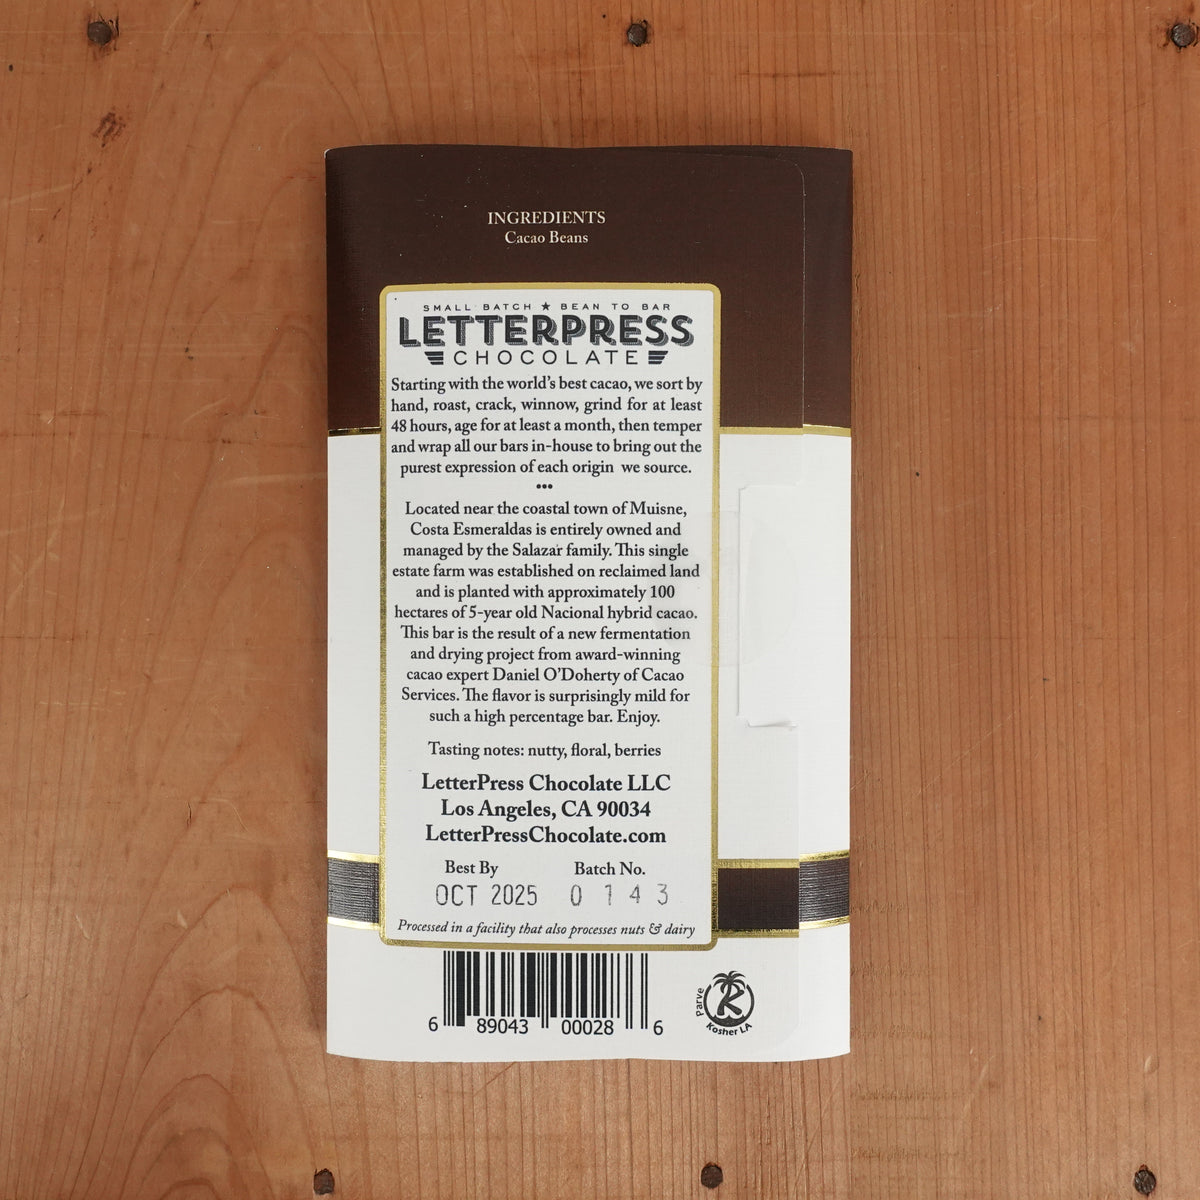 INGREDIENTS
Cacao Beans
SMALL BATCH ★ BEAN TO BAR
LETTERPRESS
CHOCOLATE
Starting with the world's best cacao, we sort by
hand, roast, crack, winnow, grind for at least
48 hours, age for at least a month, then temper
and wrap all our bars in-house to bring out the
purest expression of each origin we source.
•••
Located near the coastal town of Muisne,
Costa Esmeraldas is entirely owned and
managed by the Salazar family. This single
estate farm was established on reclaimed land
and is planted with approximately 100
hectares of 5-year old Nacional hybrid cacao.
This bar is the result of a new fermentation
and drying project from award-winning
cacao expert Daniel O'Doherty of Cacao
Services. The flavor is surprisingly mild for
such a high percentage bar. Enjoy.
Tasting notes: nutty, floral, berries
LetterPress Chocolate LLC
Los Angeles, CA 90034
LetterPressChocolate.com
Best By Batch No.
OCT 2025 0 1 4 3
Processed in a facility that also processes nuts & dairy
6 89043 00028 6
Parve
K
Kosher LA